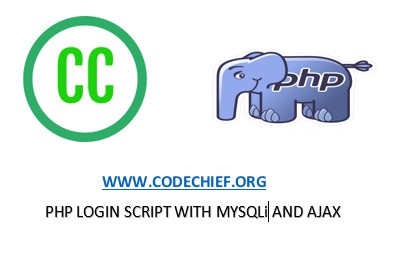 CC
php
WWW.CODECHIEF.ORG
PHP LOGIN SCRIPT WITH MYSQLi AND AJAX